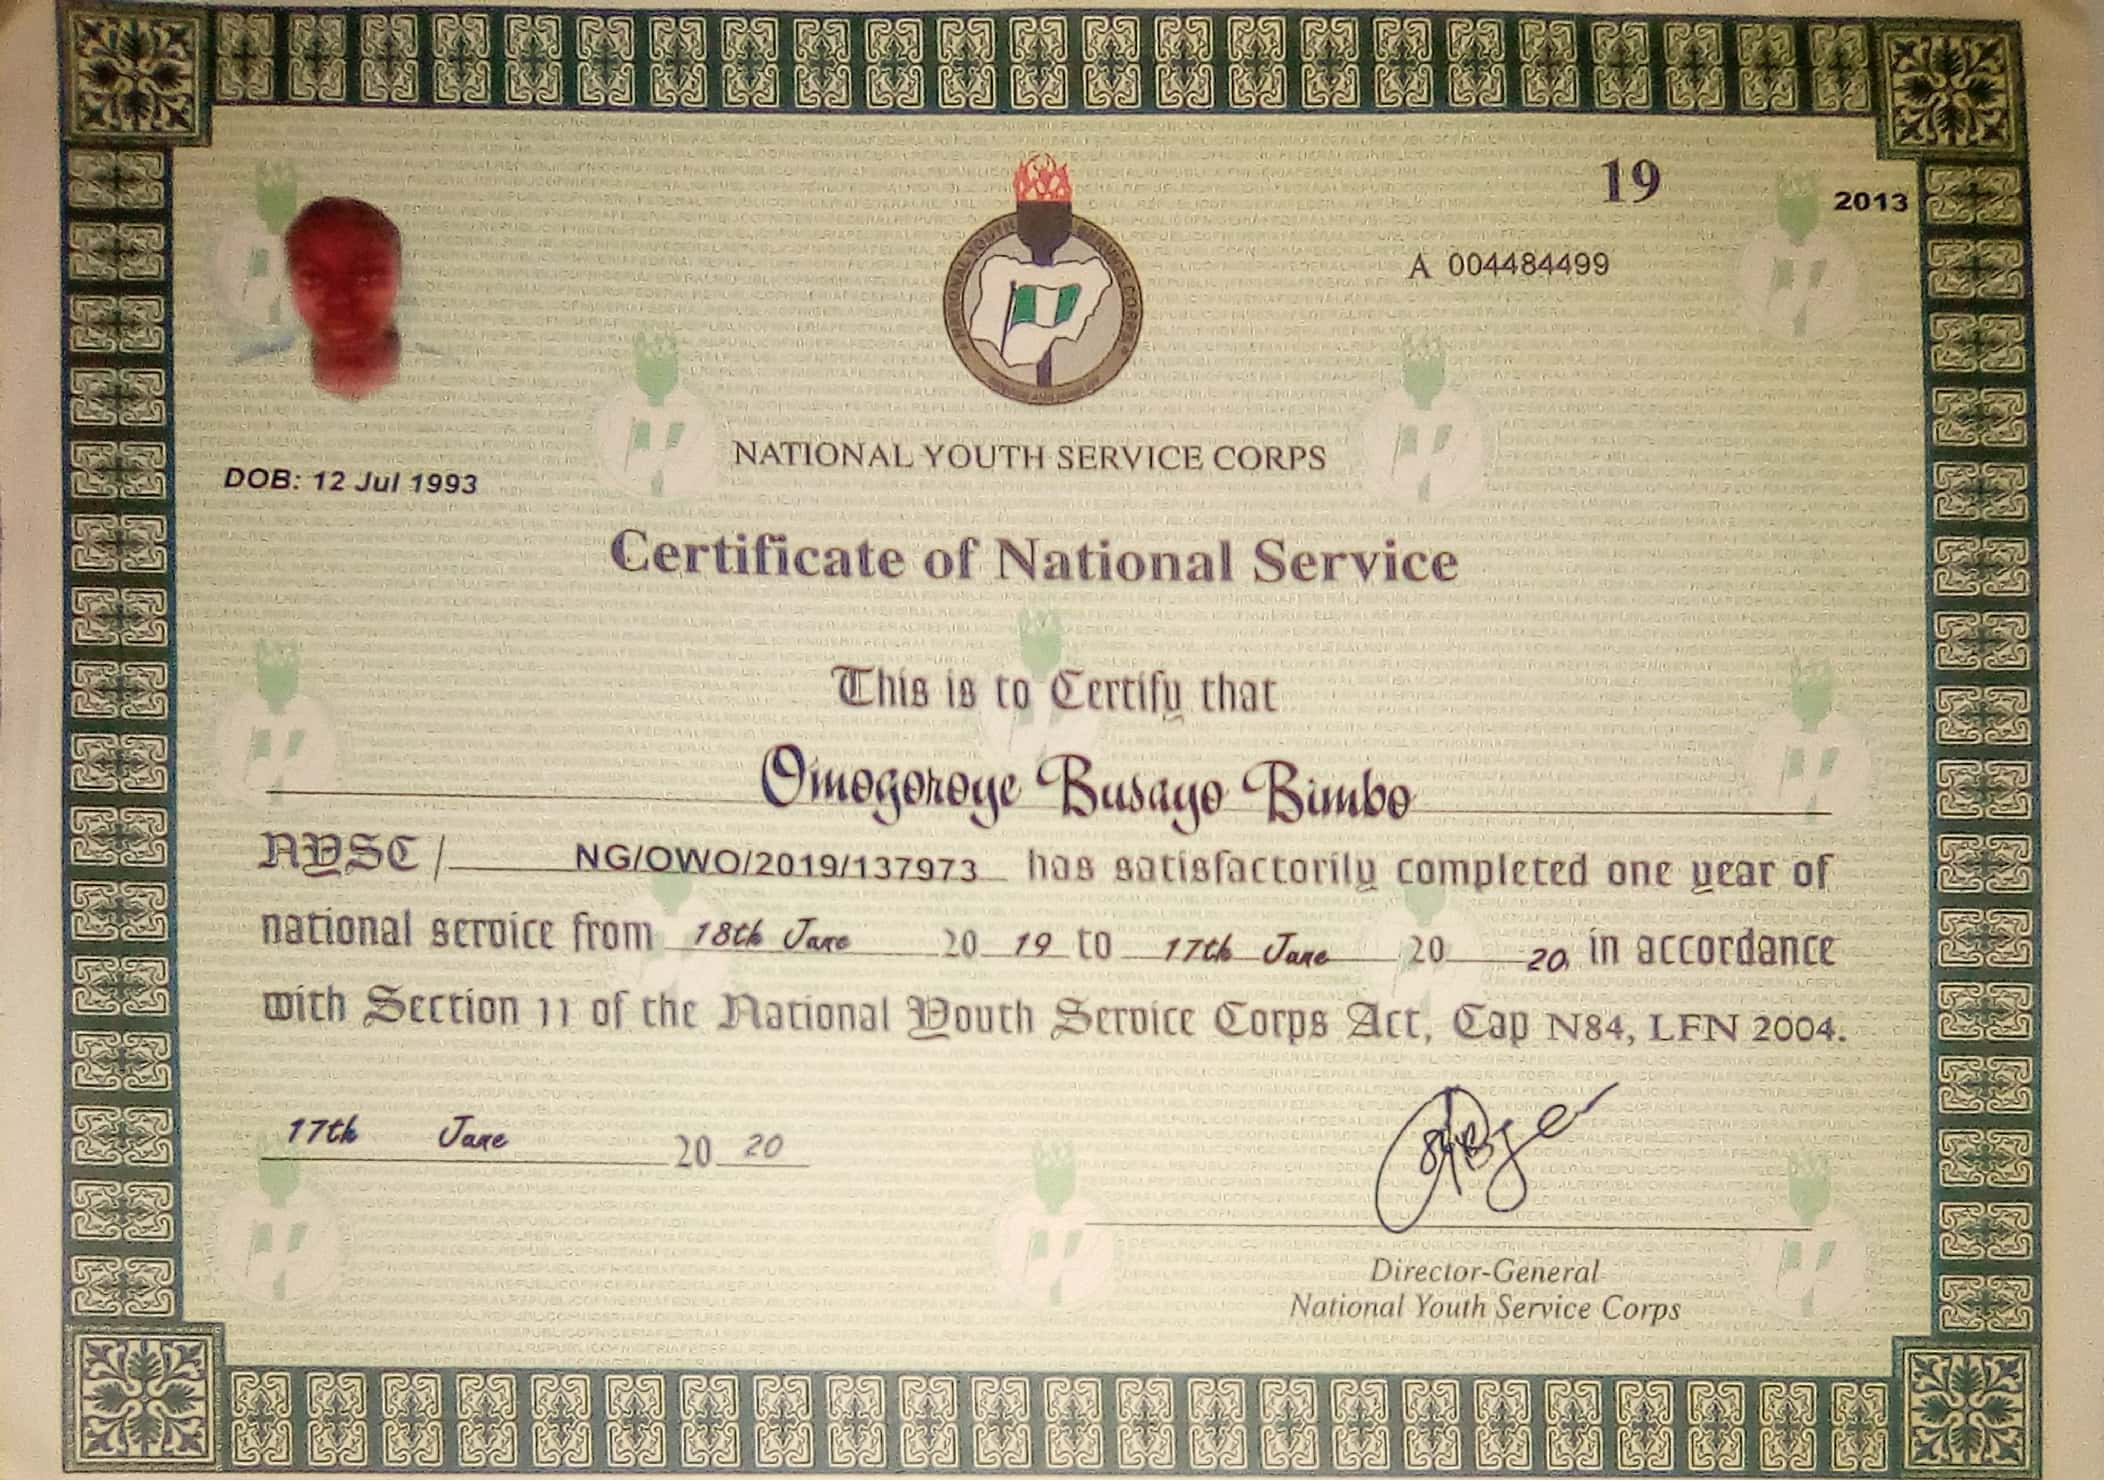 19
2013
A 004484499
NATIONAL YOUTH SERVICE CORPS
DOB: 12 Jul 1993
Certificate of National Service
This is to Certify that
Omogoroye Busayo Bimbo
NYSC / NG/OWO/2019/137973 has satisfactorily completed one year of
national service from 18th June 20 19 to 17th June 20 20 in accordance
with Section 11 of the National Youth Service Corps Act, Cap N84, LFN 2004.
17th June 20 20
Director-General
National Youth Service Corps